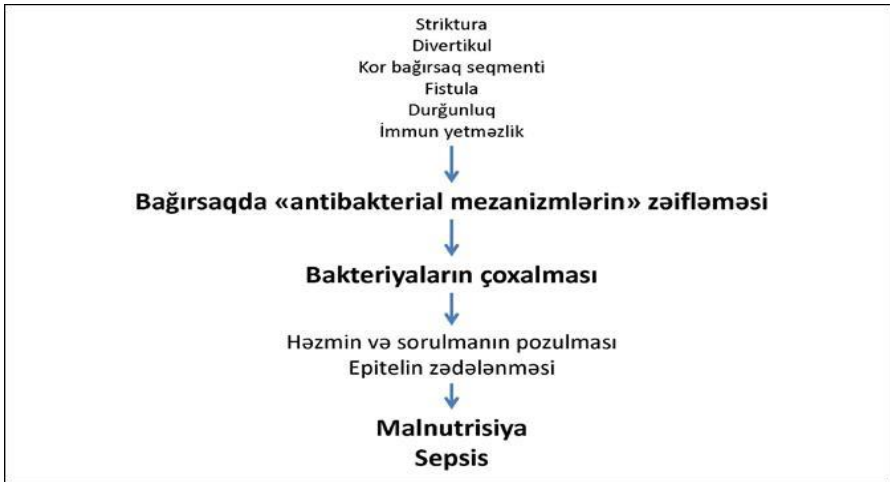 Striktura
Divertikul
Kor bağırsaq seqmenti
Fistula
Durğunluq
İmmun yetməzlik
Bağırsaqda «antibakterial mezanizmlərin» zəifləməsi
Bakteriyaların çoxalması
Həzmin və sorulmanın pozulması
Epitelin zədələnməsi
Malnutrisiya
Sepsis